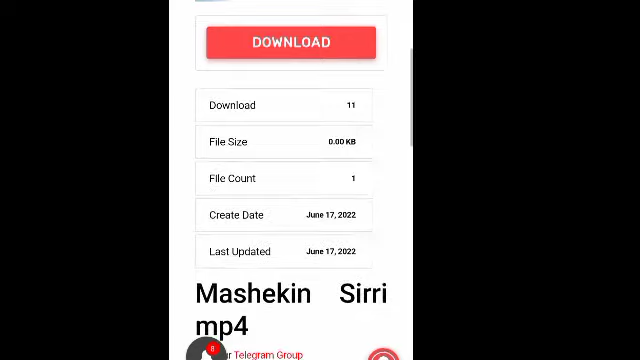 DOWNLOAD
Download 11
File Size 0.00 KB
File Count 1
Create Date June 17, 2022
Last Updated June 17, 2022
Mashekin Sirri
mp4
8
Telegram Group